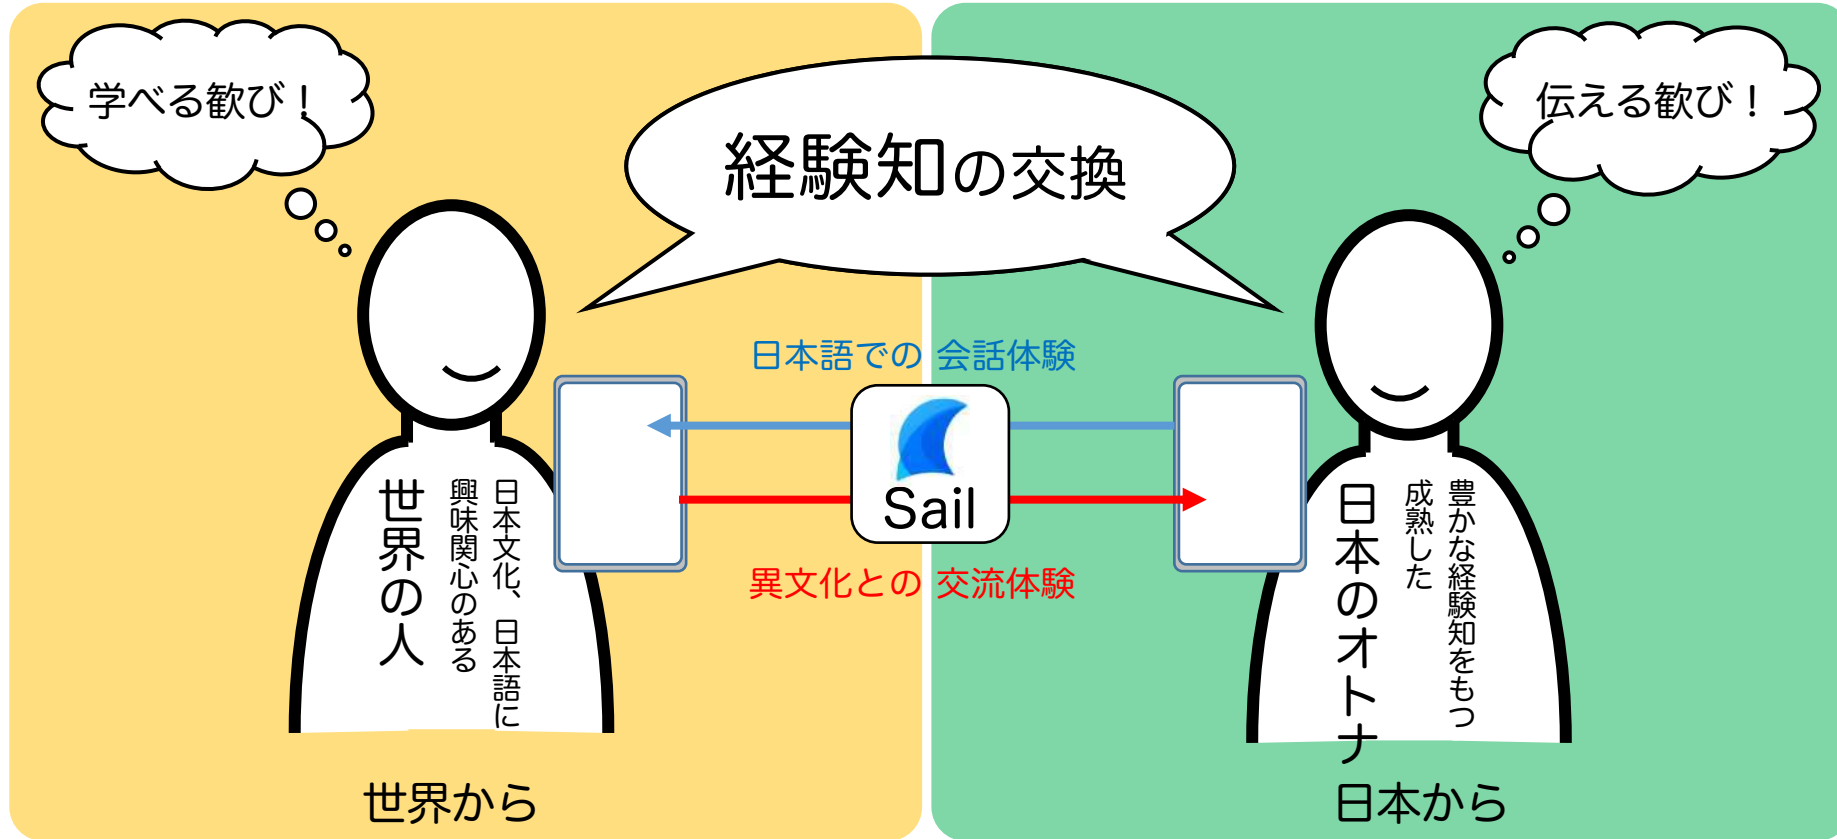 学べる歓び！
伝える歓び！
経験知の交換
日本語での 会話体験
Sail
異文化との 交流体験
日本文化、日本語に
興味関心のある
世界の人
豊かな経験知をもつ
成熟した
日本のオトナ
世界から
日本から